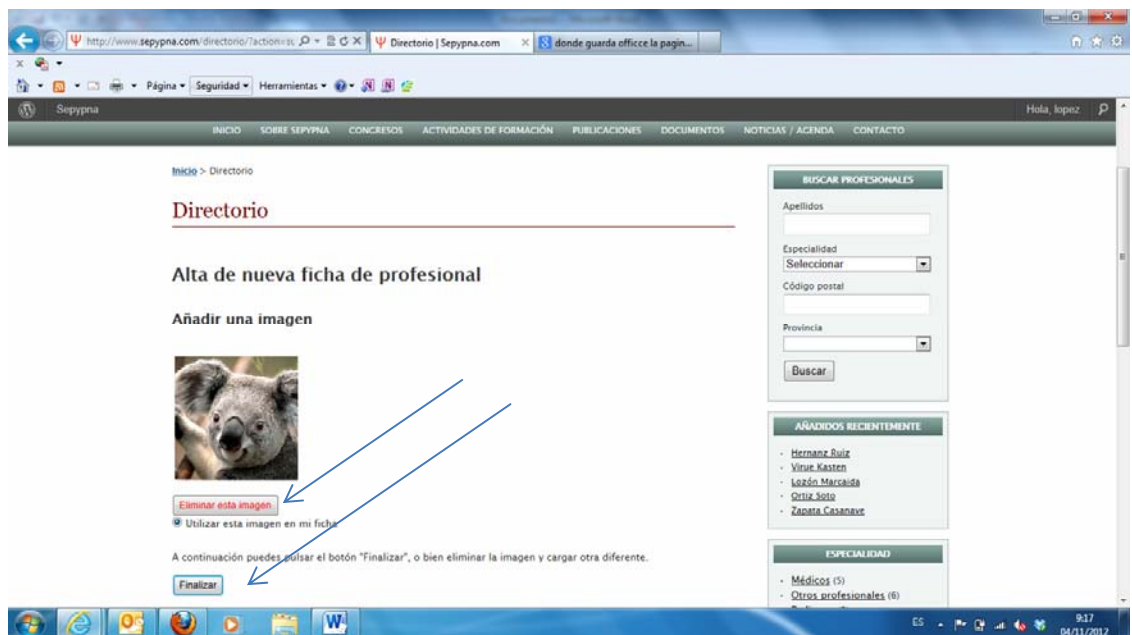 http://www.sepypna.com/directorio/?action=
Directorio | Sepypna.com
donde guarda officce la pagin...
Página
Seguridad
Herramientas
Sepypna
Hola, lopez
INICIO SOBRE SEPYPNA CONGRESOS ACTIVIDADES DE FORMACIÓN PUBLICACIONES DOCUMENTOS NOTICIAS / AGENDA CONTACTO
Inicio > Directorio
Directorio
Alta de nueva ficha de profesional
Añadir una imagen
Eliminar esta imagen
Utilizar esta imagen en mi ficha
A continuación puedes pulsar el botón "Finalizar", o bien eliminar la imagen y cargar otra diferente.
Finalizar
BUSCAR PROFESIONALES
Apellidos
Especialidad
Seleccionar
Código postal
Provincia
Buscar
AÑADIDOS RECIENTEMENTE
Hernanz Ruiz
Virue Kasten
Lozón Marcaida
Ortiz Soto
Zapata Casanave
ESPECIALIDAD
Médicos (5)
Otros profesionales (6)
ES
9:17
04/11/2012